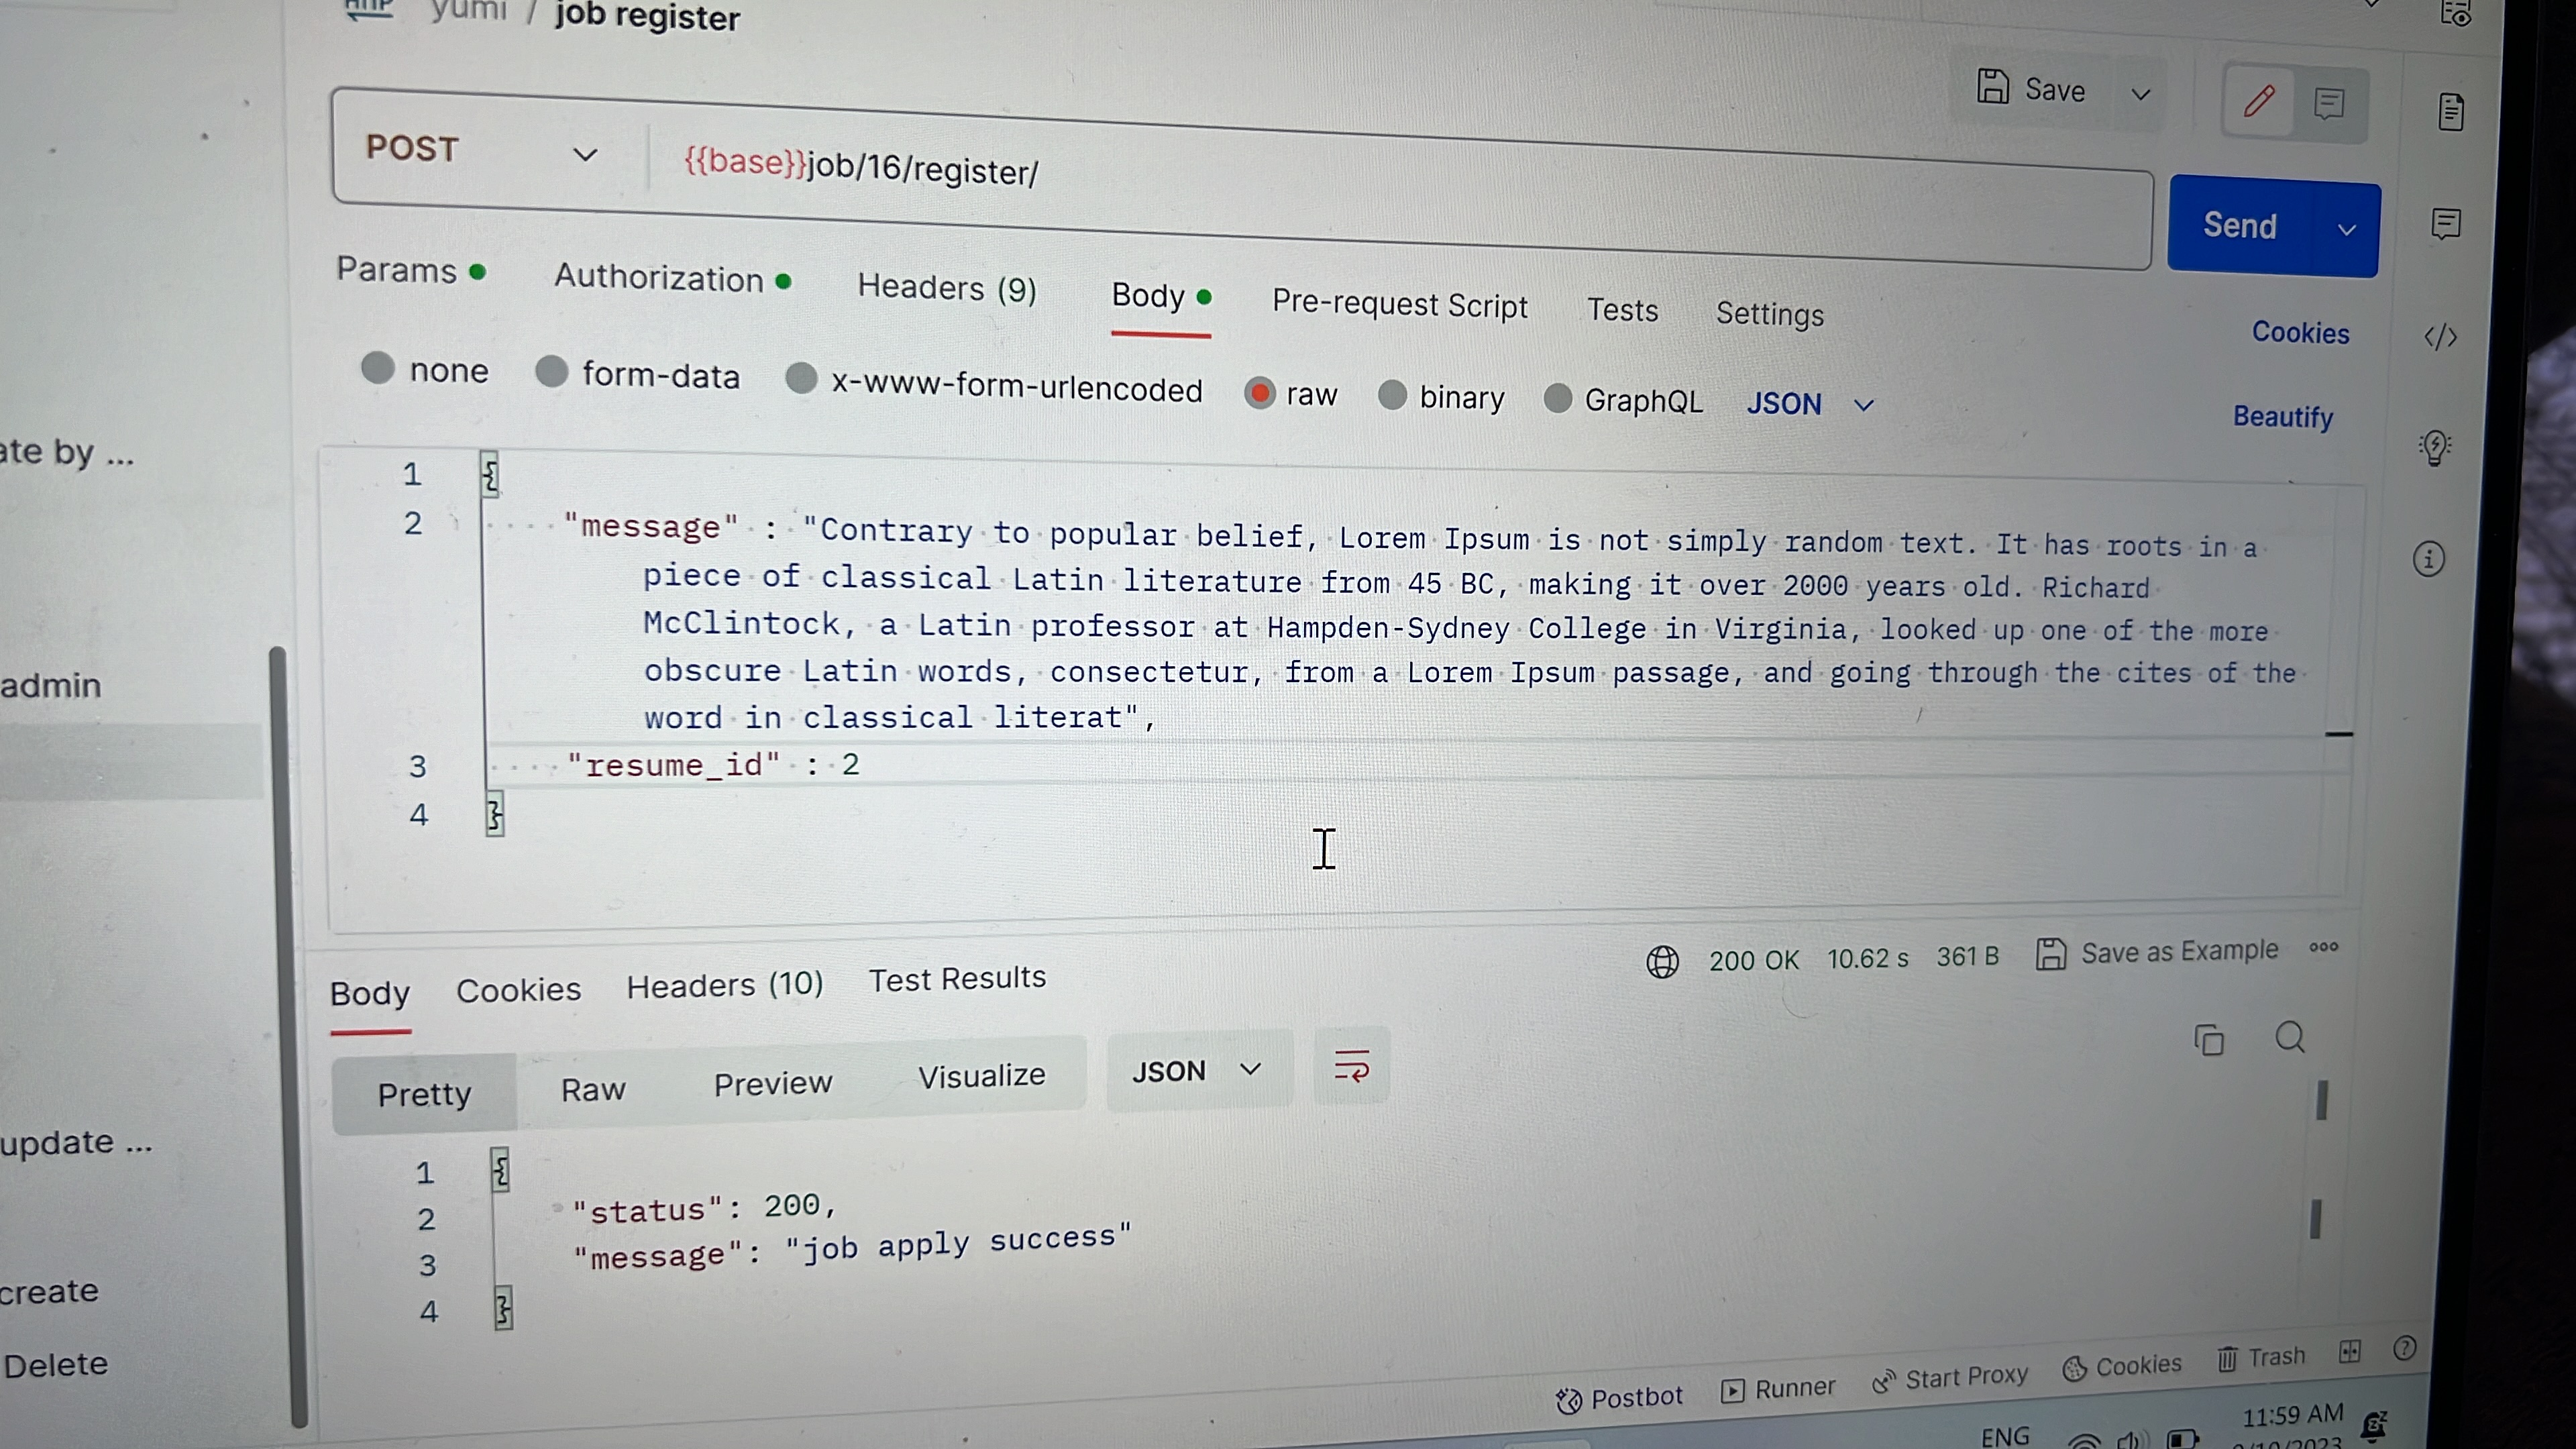 yumi / job register
Save
POST {{base}}job/16/register/
Send
Params Authorization Headers (9) Body Pre-request Script Tests Settings Cookies
none form-data x-www-form-urlencoded raw binary GraphQL JSON Beautify
1 {
2 "message" : "Contrary to popular belief, Lorem Ipsum is not simply random text. It has roots in a
piece of classical Latin literature from 45 BC, making it over 2000 years old. Richard
McClintock, a Latin professor at Hampden-Sydney College in Virginia, looked up one of the more
obscure Latin words, consectetur, from a Lorem Ipsum passage, and going through the cites of the
word in classical literat",
3 "resume_id" : 2
4 }
ate by ...
admin
update ...
create
Delete
Body Cookies Headers (10) Test Results 200 OK 10.62 s 361 B Save as Example
Pretty Raw Preview Visualize JSON
1 {
2 "status": 200,
3 "message": "job apply success"
4 }
Postbot Runner Start Proxy Cookies Trash
ENG 11:59 AM